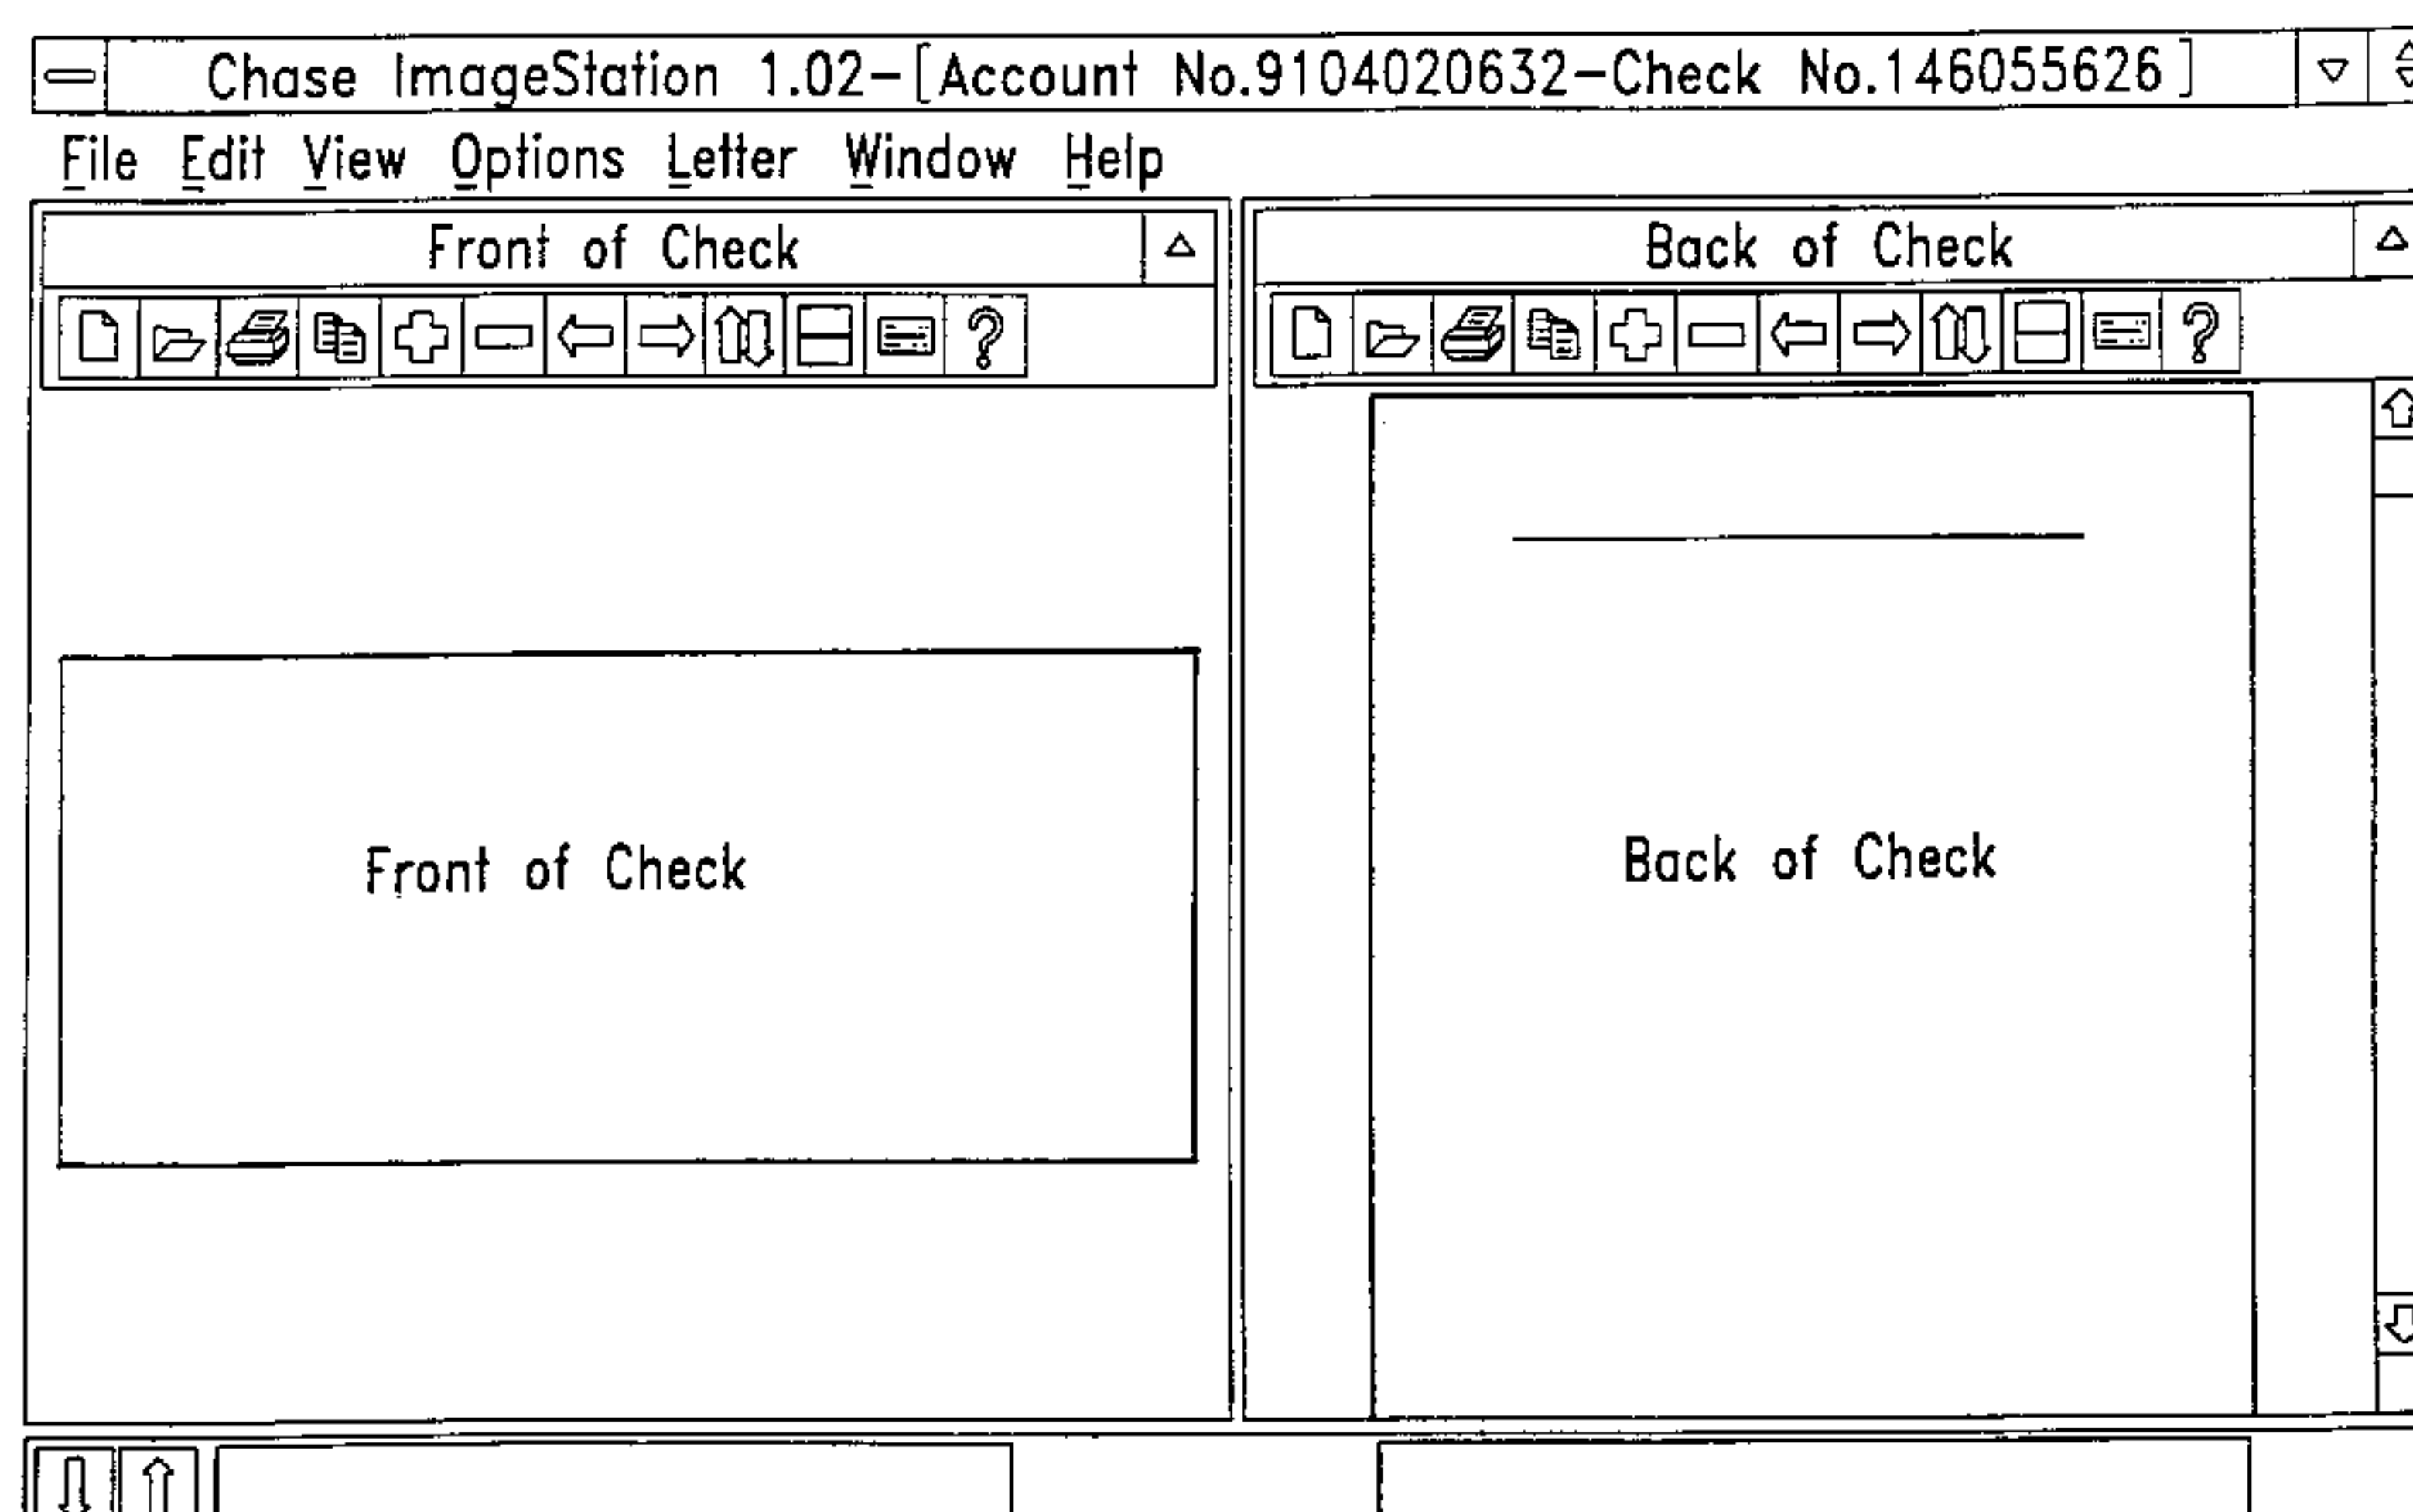 Chase ImageStation 1.02-[Account No.9104020632-Check No.146055626]
File Edit View Options Letter Window Help
Front of Check
Back of Check
?
?
Front of Check
Back of Check